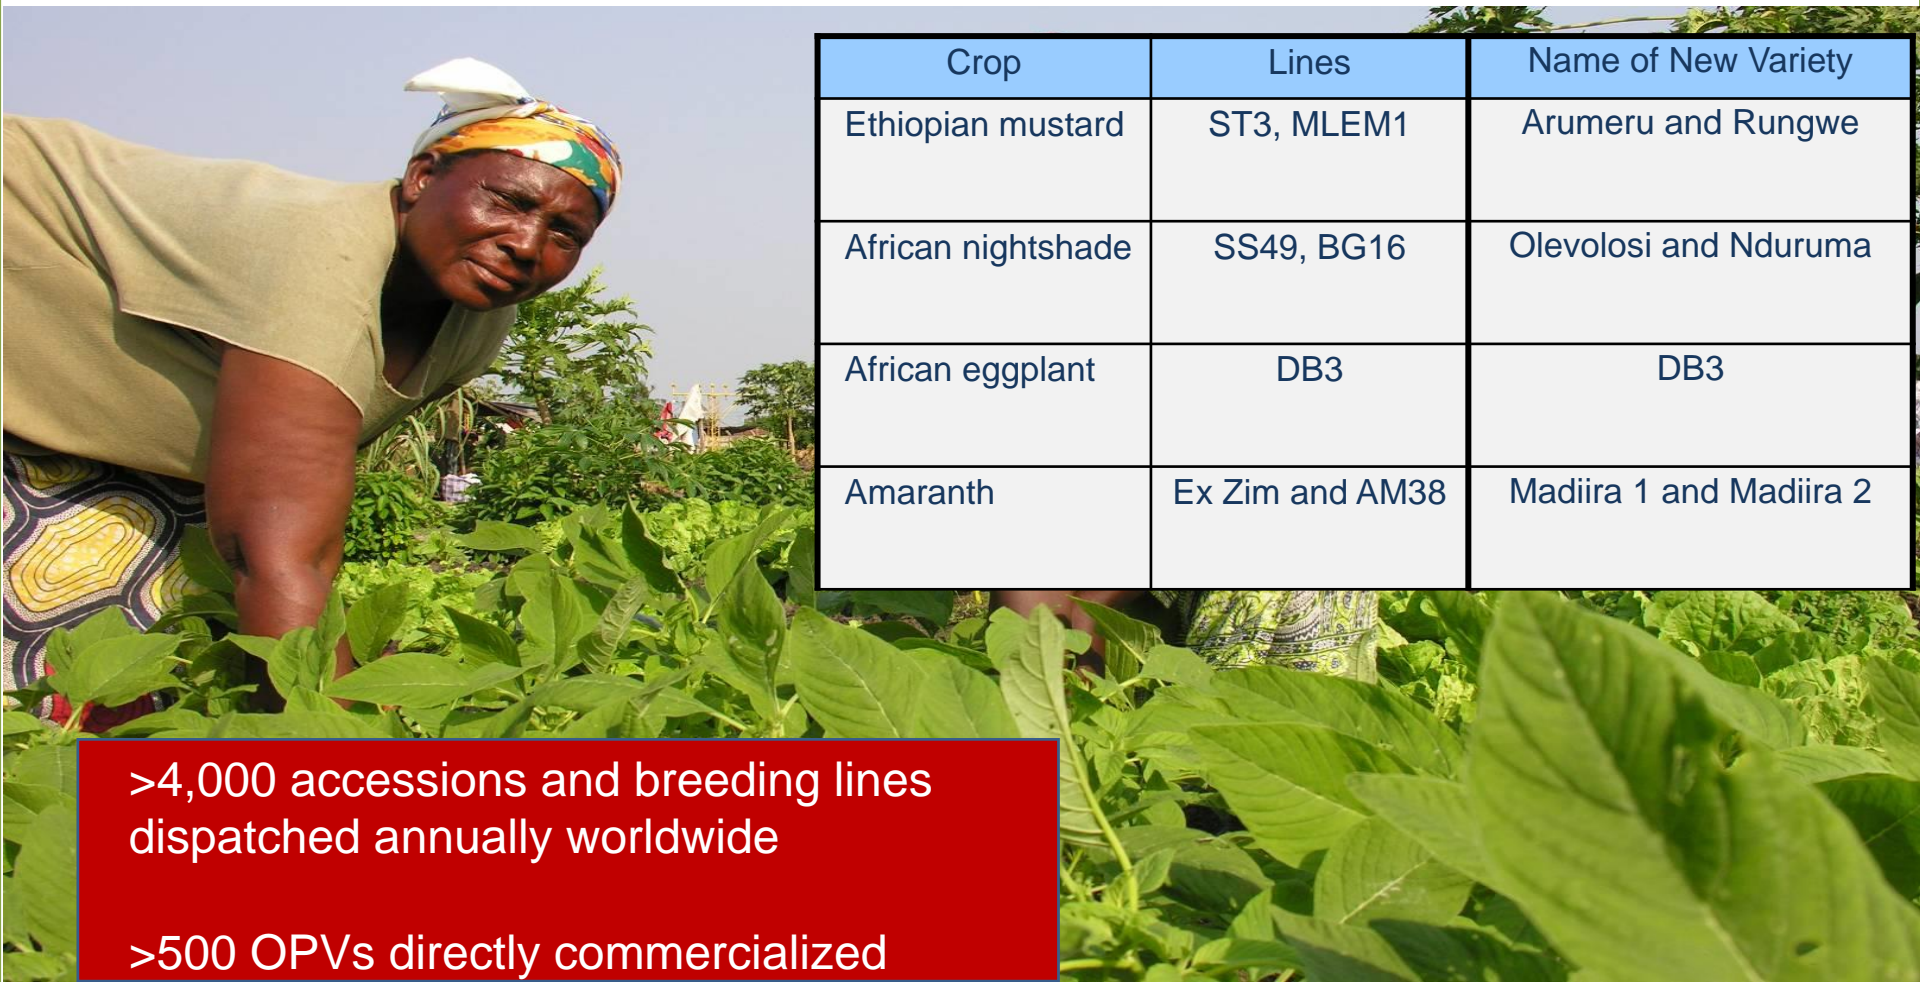 Crop Lines Name of New Variety
Ethiopian mustard ST3, MLEM1 Arumeru and Rungwe
African nightshade SS49, BG16 Olevolosi and Nduruma
African eggplant DB3 DB3
Amaranth Ex Zim and AM38 Madiira 1 and Madiira 2
>4,000 accessions and breeding lines
dispatched annually worldwide
>500 OPVs directly commercialized